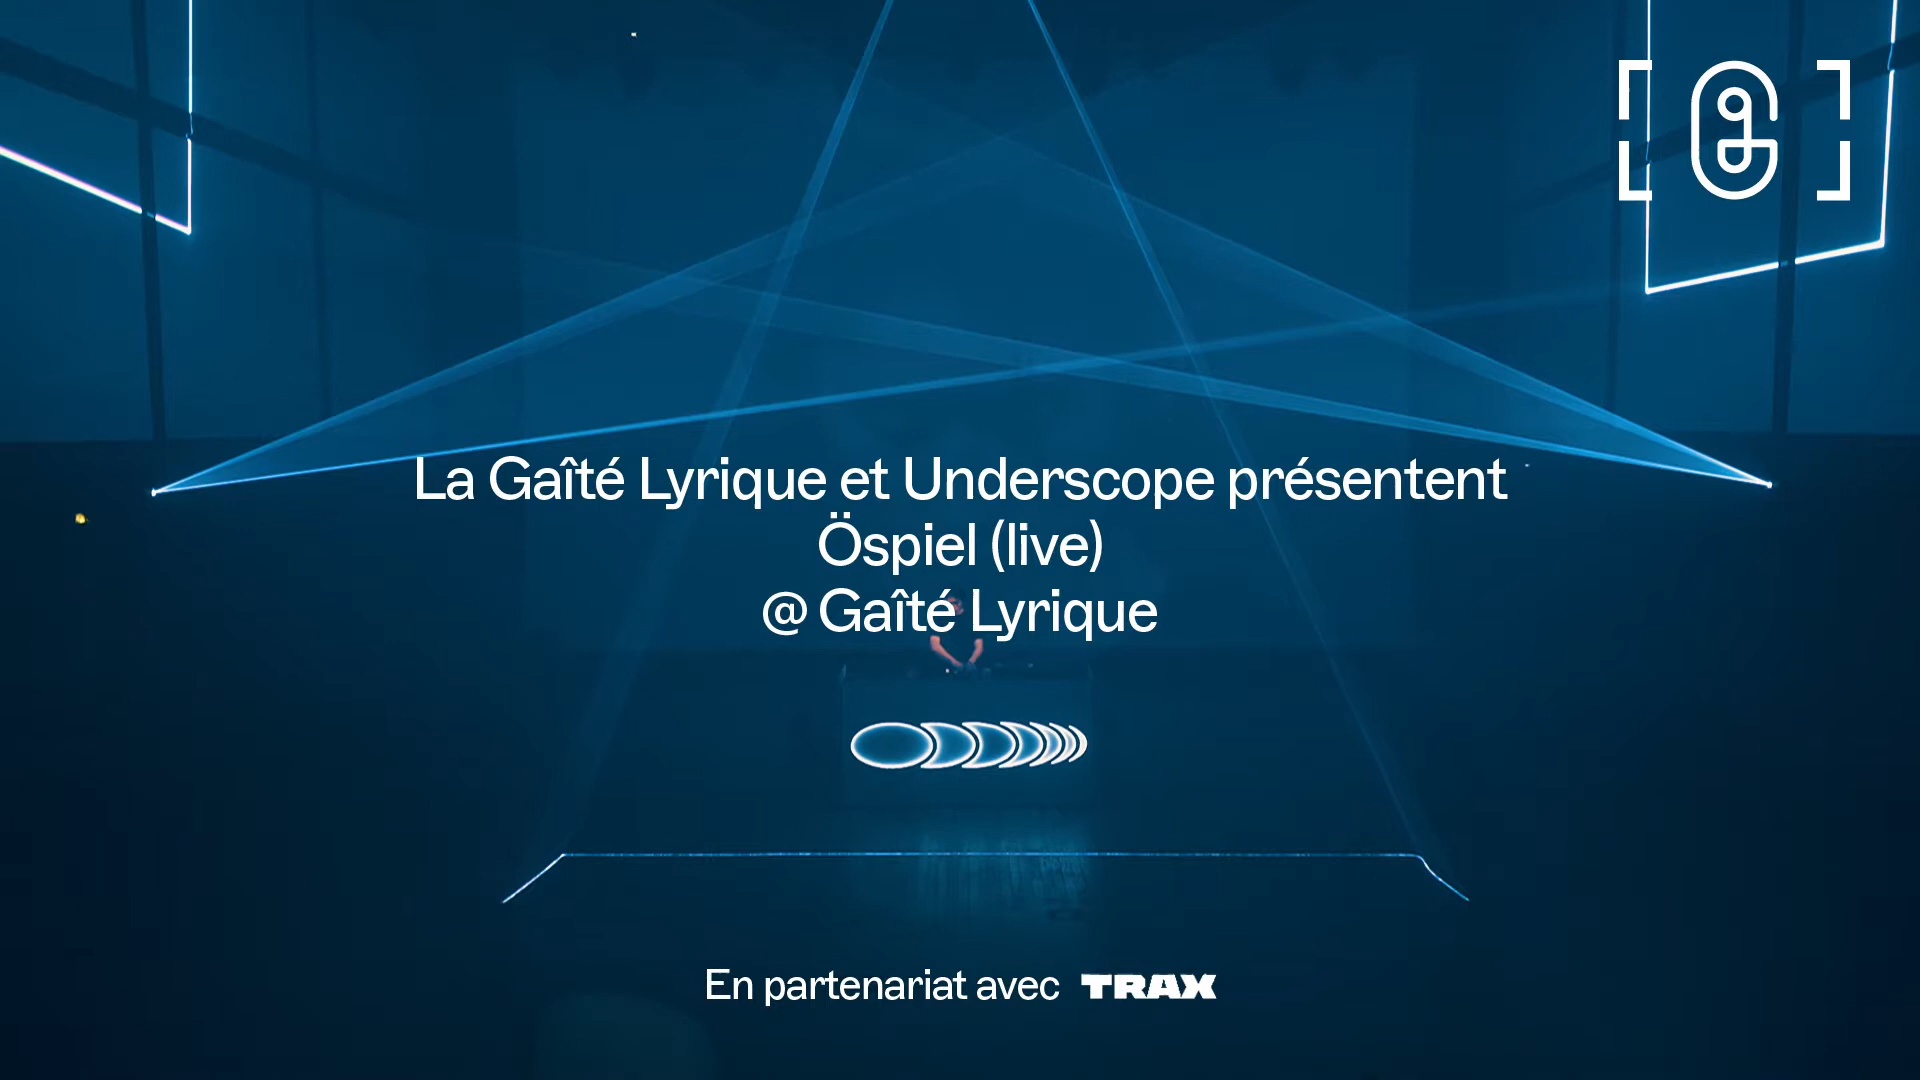 La Gaîté Lyrique et Underscope présentent
Öspiel (live)
@ Gaîté Lyrique
En partenariat avec TRAX